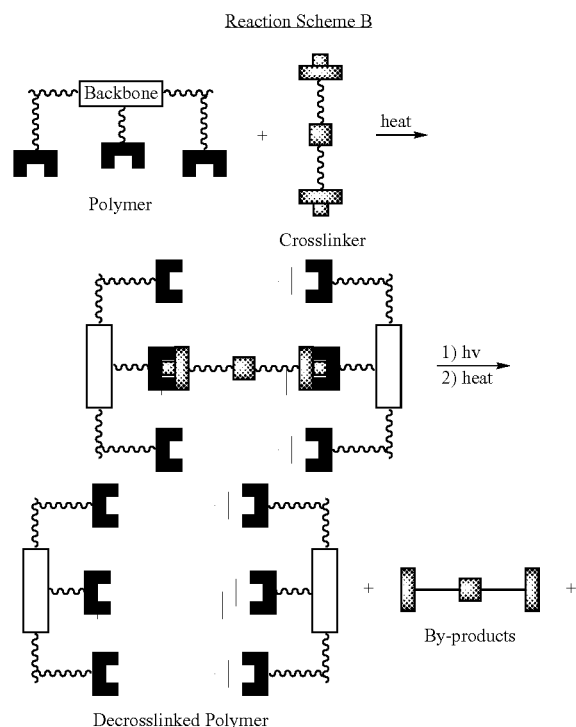 Reaction Scheme B
Backbone
+
heat
Polymer
Crosslinker
1) hv
2) heat
+
+
By-products
Decrosslinked Polymer